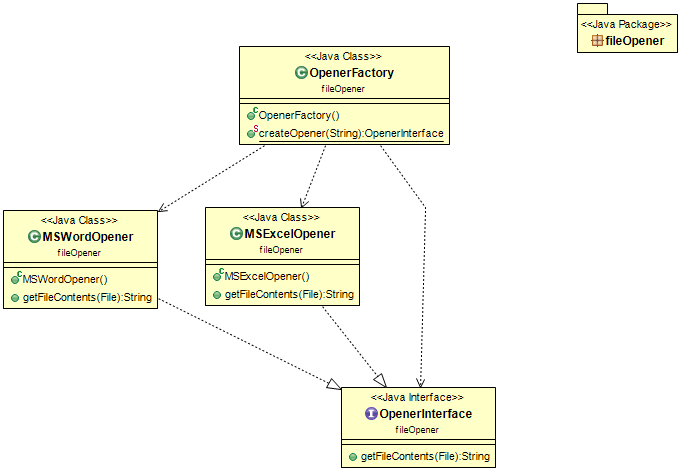 <<Java Package>>
fileOpener
<<Java Class>>
OpenerFactory
fileOpener
OpenerFactory()
createOpener(String):OpenerInterface
<<Java Class>>
MSWordOpener
fileOpener
MSWordOpener()
getFileContents(File):String
<<Java Class>>
MSExcelOpener
fileOpener
MSExcelOpener()
getFileContents(File):String
<<Java Interface>>
OpenerInterface
fileOpener
getFileContents(File):String